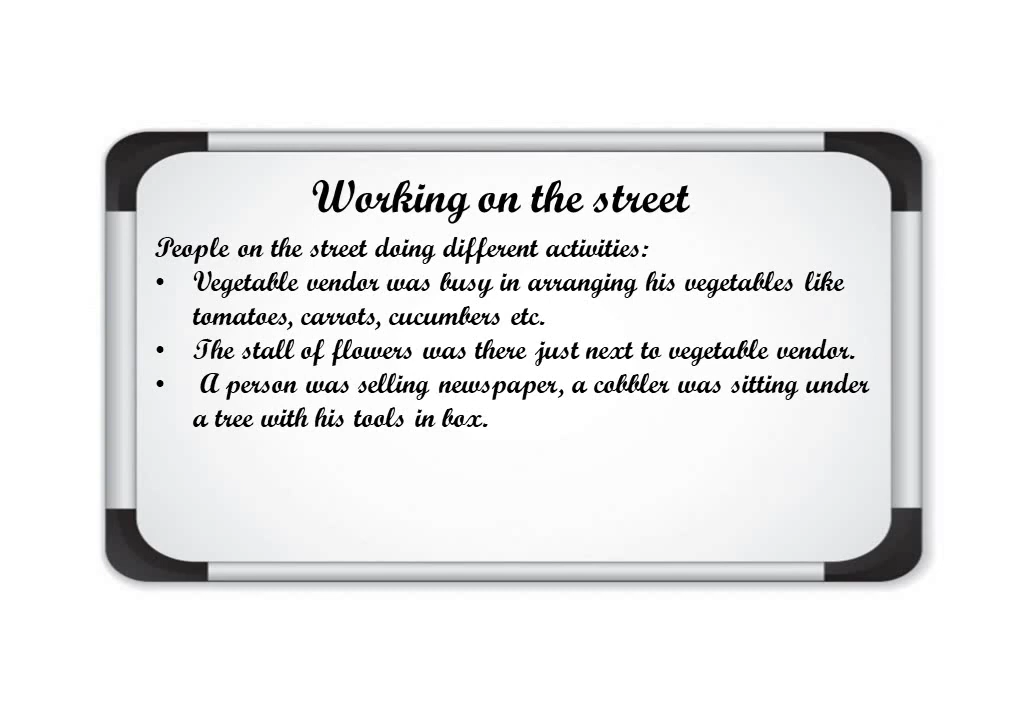 Working on the street
People on the street doing different activities:
• Vegetable vendor was busy in arranging his vegetables like
tomatoes, carrots, cucumbers etc.
• The stall of flowers was there just next to vegetable vendor.
• A person was selling newspaper, a cobbler was sitting under
a tree with his tools in box.